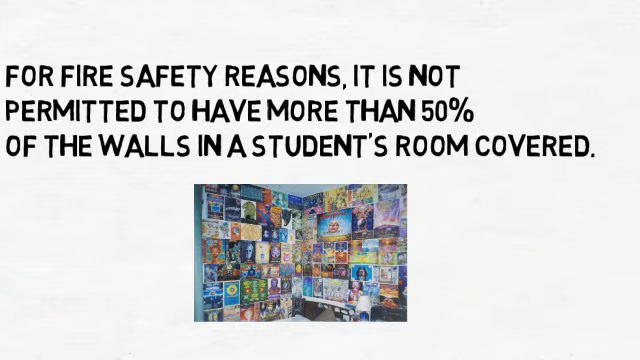 FOR FIRE SAFETY REASONS, IT IS NOT
PERMITTED TO HAVE MORE THAN 50%
OF THE WALLS IN A STUDENT'S ROOM COVERED.